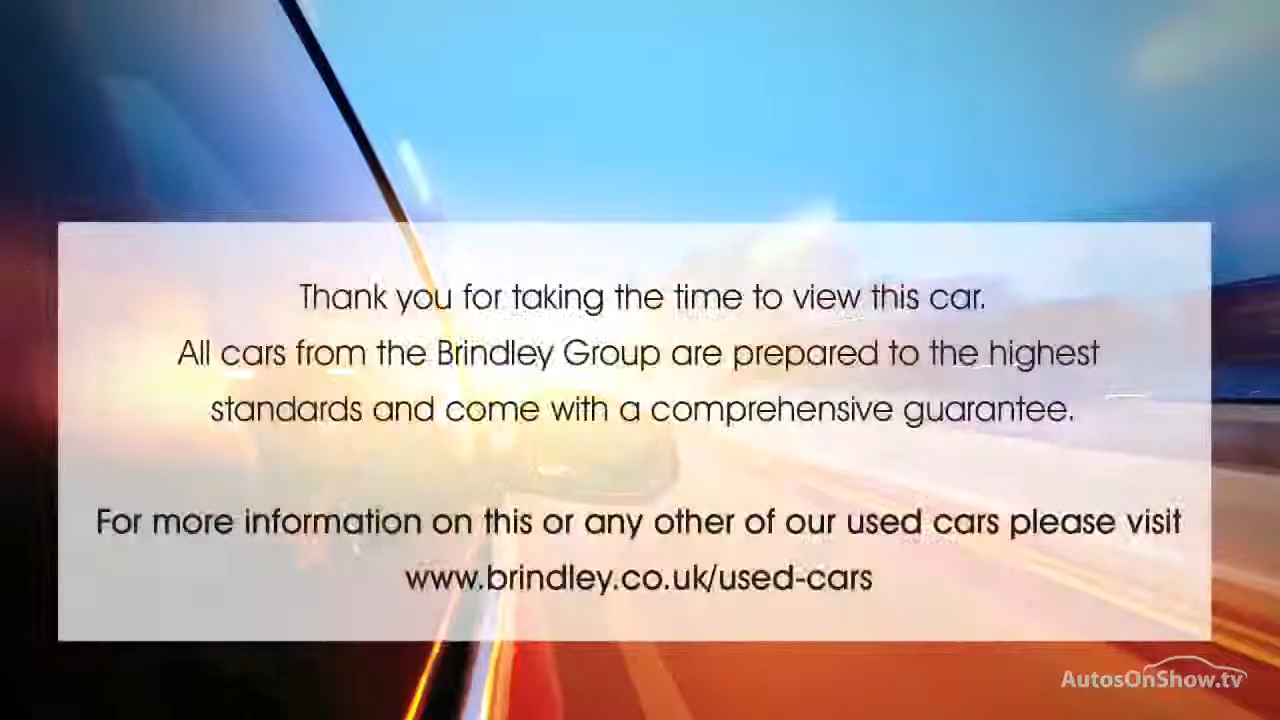 Thank you for taking the time to view this car.
All cars from the Brindley Group are prepared to the highest
standards and come with a comprehensive guarantee.
For more information on this or any other of our used cars please visit
www.brindley.co.uk/used-cars
AutosOnShow.tv